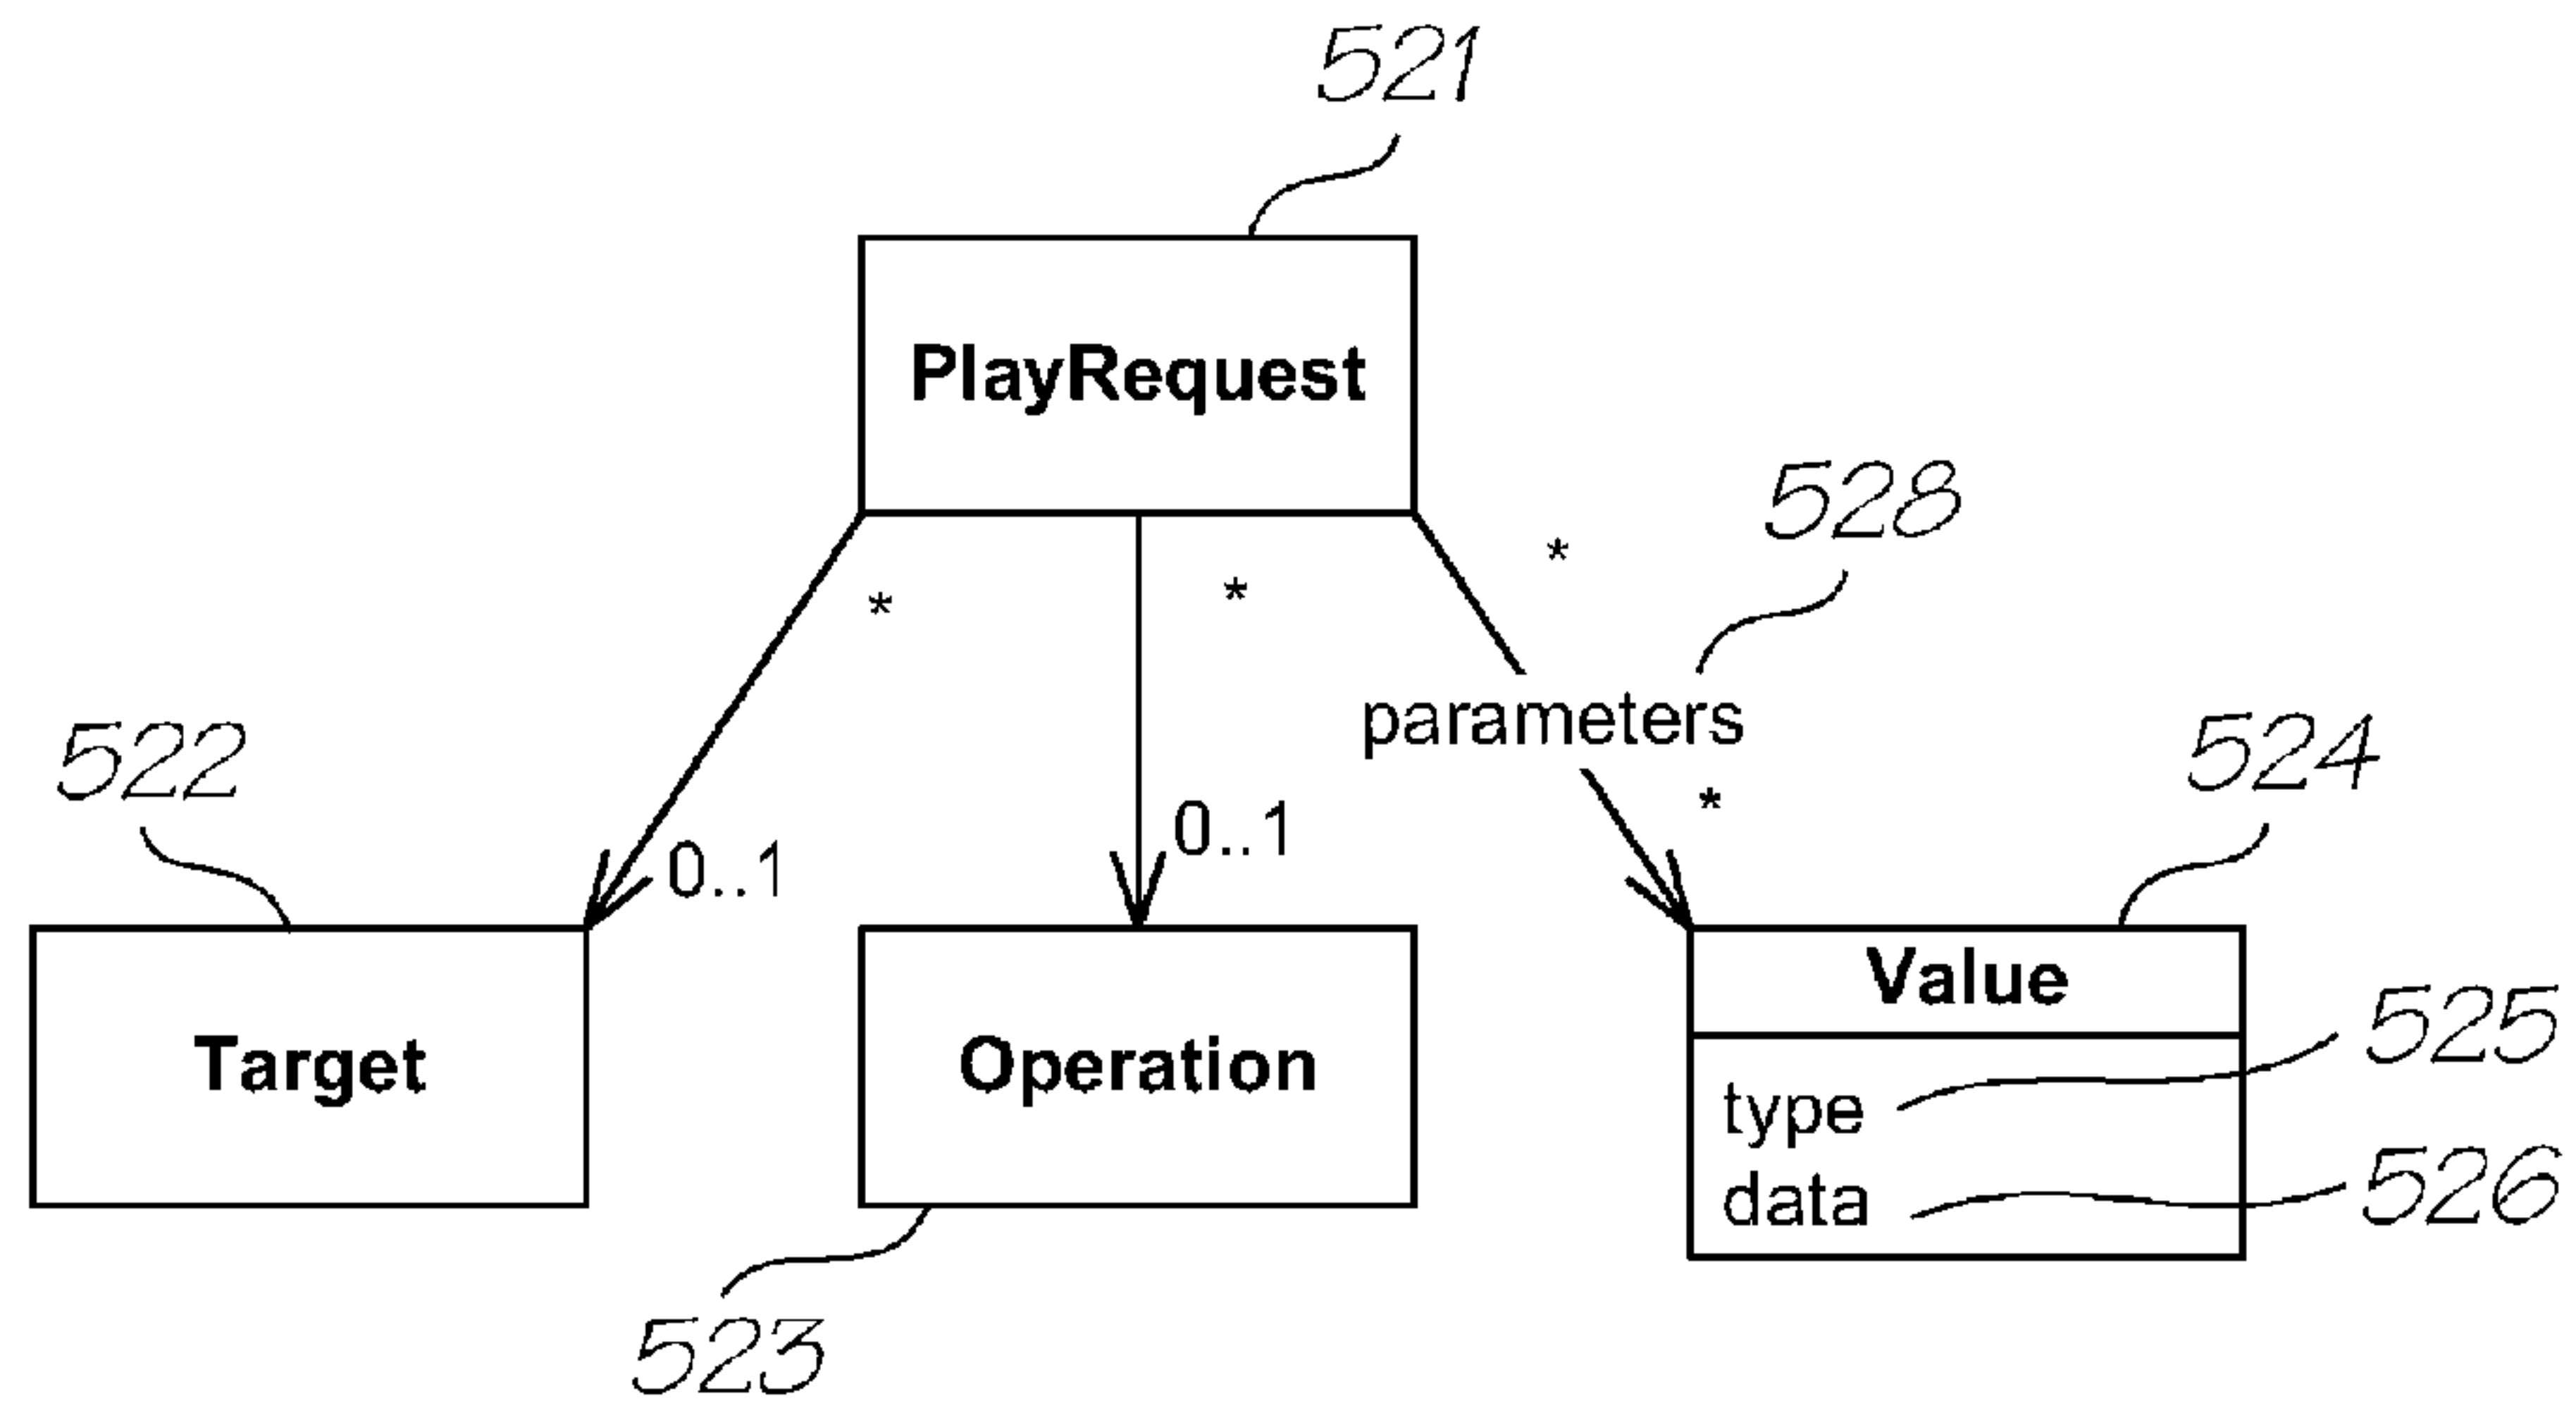 521
PlayRequest
528
*
*
*
parameters
522
524
*
0..1
0..1
Value
525
Target
Operation
type
data
526
523